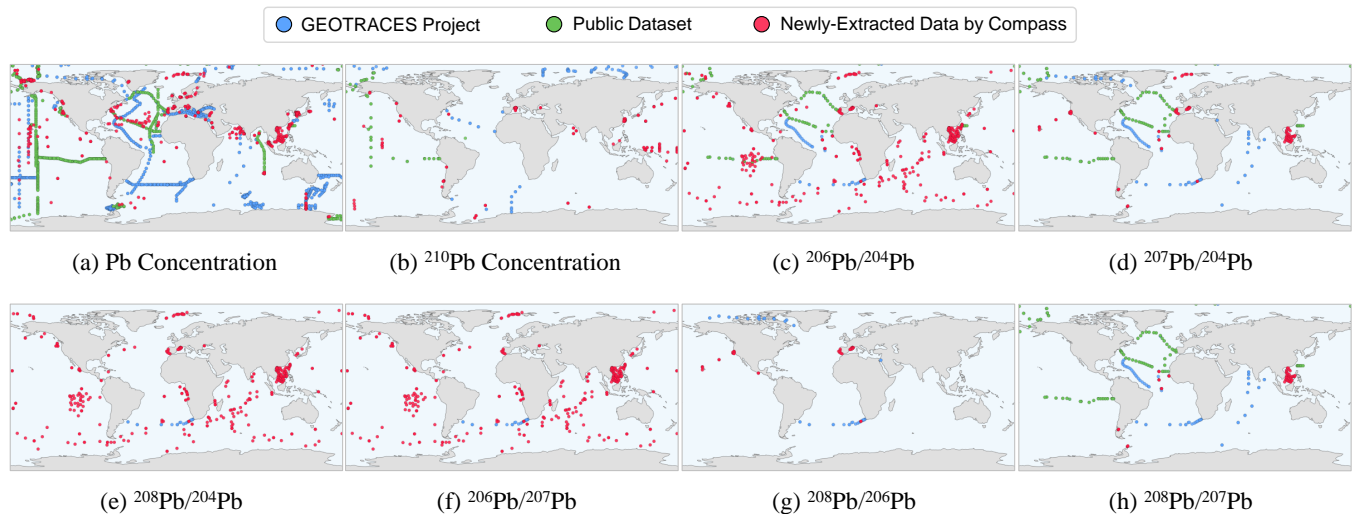 GEOTRACES Project Public Dataset Newly-Extracted Data by Compass
(a) Pb Concentration (b) ²¹⁰Pb Concentration (c) ²⁰⁶Pb/²⁰⁴Pb (d) ²⁰⁷Pb/²⁰⁴Pb
(e) ²⁰⁸Pb/²⁰⁴Pb (f) ²⁰⁶Pb/²⁰⁷Pb (g) ²⁰⁸Pb/²⁰⁶Pb (h) ²⁰⁸Pb/²⁰⁷Pb